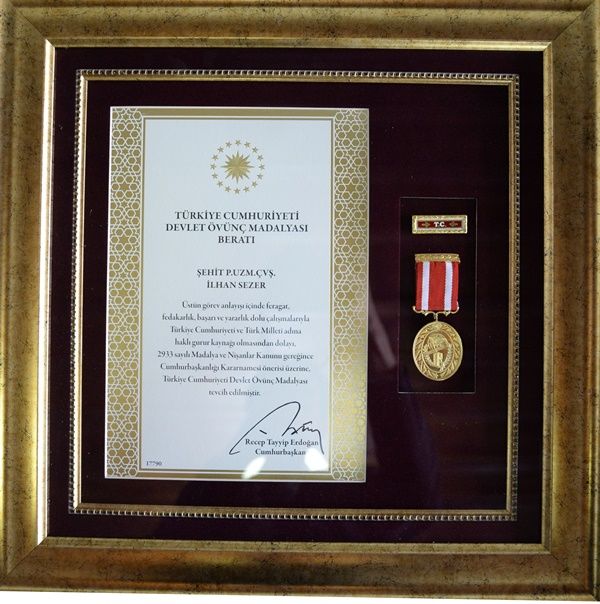 TÜRKİYE CUMHURİYETİ
DEVLET ÖVÜNÇ MADALYASI
BERATI
ŞEHİT P.UZM.ÇVŞ.
İLHAN SEZER
Üstün görev anlayışı içinde feragat,
fedakarlık, başarı ve yararlık dolu çalışmalarıyla
Türkiye Cumhuriyeti ve Türk Milleti adına
haklı gurur kaynağı olmasından dolayı,
2933 sayılı Madalya ve Nişanlar Kanunu gereğince
Cumhurbaşkanlığı Kararnamesi önerisi üzerine,
Türkiye Cumhuriyeti Devlet Övünç Madalyası
tevcih edilmiştir.
Recep Tayyip Erdoğan
Cumhurbaşkanı
17790
T.C.